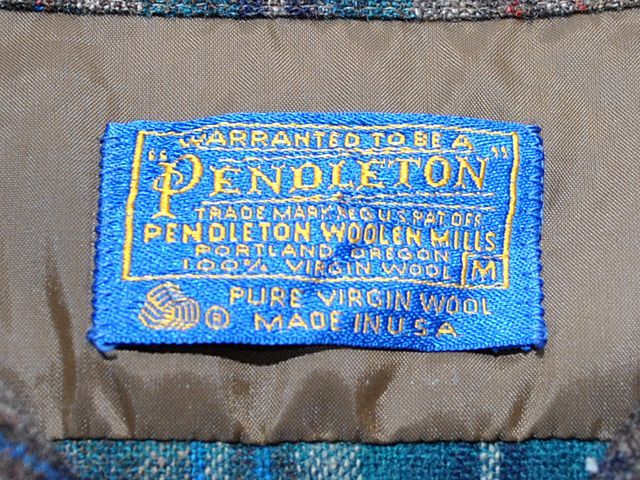 WARRANTED TO BE A
"PENDLETON"
TRADE MARK REG U.S. PAT OFF.
PENDLETON WOOLEN MILLS
PORTLAND, OREGON
100% VIRGIN WOOL M
PURE VIRGIN WOOL
® MADE IN U.S.A